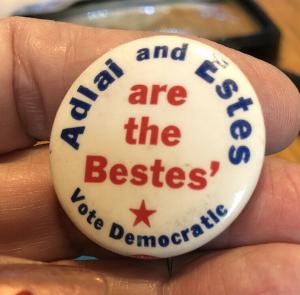 Adlai and Estes
are
the
Bestes'
Vote Democratic